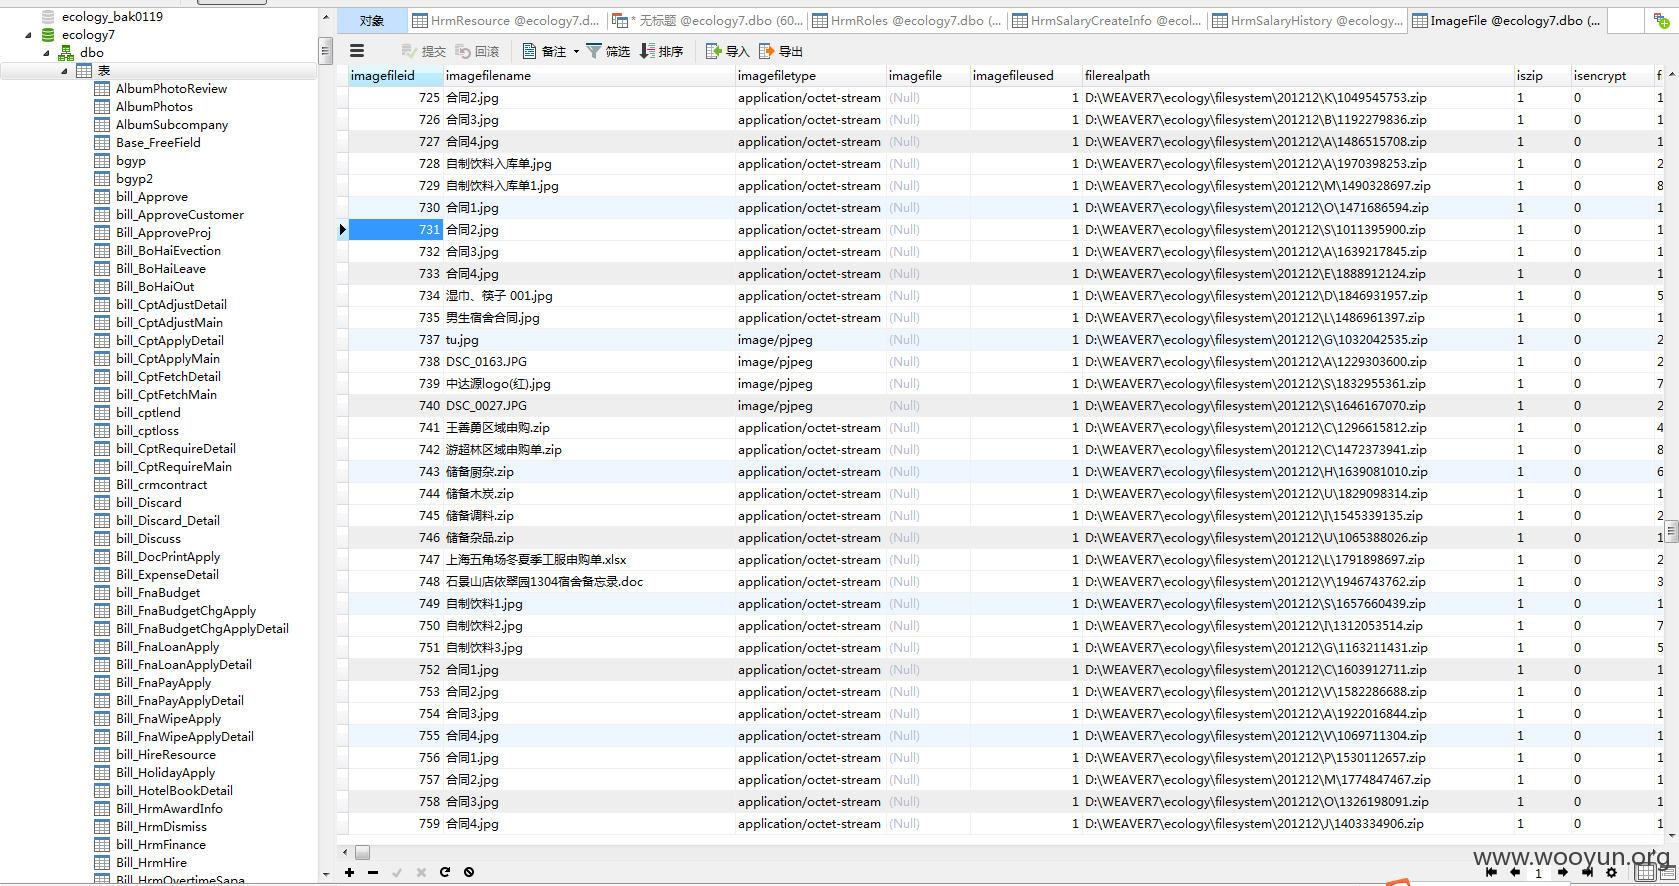 对象 HrmResource @ecology7.d... * 无标题 @ecology7.dbo (60... HrmRoles @ecology7.dbo (... HrmSalaryCreateInfo @ecol... HrmSalaryHistory @ecology... ImageFile @ecology7.dbo (...
提交 回滚 备注 筛选 排序 导入 导出
ecology_bak0119
ecology7
dbo
表
AlbumPhotoReview
AlbumPhotos
AlbumSubcompany
Base_FreeField
bgyp
bgyp2
bill_Approve
bill_ApproveCustomer
Bill_ApproveProj
Bill_BoHaiEvection
Bill_BoHaiLeave
Bill_BoHaiOut
bill_CptAdjustDetail
bill_CptAdjustMain
bill_CptApplyDetail
bill_CptApplyMain
bill_CptFetchDetail
bill_CptFetchMain
bill_cptlend
bill_cptloss
bill_CptRequireDetail
bill_CptRequireMain
Bill_crmcontract
bill_Discard
bill_Discard_Detail
bill_Discuss
Bill_DocPrintApply
Bill_ExpenseDetail
bill_FnaBudget
Bill_FnaBudgetChgApply
Bill_FnaBudgetChgApplyDetail
Bill_FnaLoanApply
Bill_FnaLoanApplyDetail
Bill_FnaPayApply
Bill_FnaPayApplyDetail
Bill_FnaWipeApply
Bill_FnaWipeApplyDetail
bill_HireResource
Bill_HolidayApply
Bill_HotelBookDetail
Bill_HrmAwardInfo
Bill_HrmDismiss
bill_HrmFinance
Bill_HrmHire
Bill_HrmOvertimeSapa
imagefileid imagefilename imagefiletype imagefile imagefileused filerealpath iszip isencrypt f
725 合同2.jpg application/octet-stream (Null) 1 D:\WEAVER7\ecology\filesystem\201212\K\1049545753.zip 1 0 1
726 合同3.jpg application/octet-stream (Null) 1 D:\WEAVER7\ecology\filesystem\201212\B\1192279836.zip 1 0 1
727 合同4.jpg application/octet-stream (Null) 1 D:\WEAVER7\ecology\filesystem\201212\A\1486515708.zip 1 0 1
728 自制饮料入库单.jpg application/octet-stream (Null) 1 D:\WEAVER7\ecology\filesystem\201212\A\1970398253.zip 1 0 2
729 自制饮料入库单1.jpg application/octet-stream (Null) 1 D:\WEAVER7\ecology\filesystem\201212\M\1490328697.zip 1 0 8
730 合同1.jpg application/octet-stream (Null) 1 D:\WEAVER7\ecology\filesystem\201212\O\1471686594.zip 1 0 1
731 合同2.jpg application/octet-stream (Null) 1 D:\WEAVER7\ecology\filesystem\201212\S\1011395900.zip 1 0 1
732 合同3.jpg application/octet-stream (Null) 1 D:\WEAVER7\ecology\filesystem\201212\A\1639217845.zip 1 0 1
733 合同4.jpg application/octet-stream (Null) 1 D:\WEAVER7\ecology\filesystem\201212\E\1888912124.zip 1 0 1
734 湿巾、筷子 001.jpg application/octet-stream (Null) 1 D:\WEAVER7\ecology\filesystem\201212\D\1846931957.zip 1 0 5
735 男生宿舍合同.jpg application/octet-stream (Null) 1 D:\WEAVER7\ecology\filesystem\201212\L\1486961397.zip 1 0 1
737 tu.jpg image/pjpeg (Null) 1 D:\WEAVER7\ecology\filesystem\201212\G\1032042535.zip 1 0 2
738 DSC_0163.JPG image/pjpeg (Null) 1 D:\WEAVER7\ecology\filesystem\201212\A\1229303600.zip 1 0 2
739 中达源logo(红).jpg image/pjpeg (Null) 1 D:\WEAVER7\ecology\filesystem\201212\S\1832955361.zip 1 0 7
740 DSC_0027.JPG image/pjpeg (Null) 1 D:\WEAVER7\ecology\filesystem\201212\S\1646167070.zip 1 0 2
741 王善勇区域申购.zip application/octet-stream (Null) 1 D:\WEAVER7\ecology\filesystem\201212\C\1296615812.zip 1 0 4
742 游超林区域申购单.zip application/octet-stream (Null) 1 D:\WEAVER7\ecology\filesystem\201212\C\1472373941.zip 1 0 8
743 储备厨杂.zip application/octet-stream (Null) 1 D:\WEAVER7\ecology\filesystem\201212\H\1639081010.zip 1 0 6
744 储备木炭.zip application/octet-stream (Null) 1 D:\WEAVER7\ecology\filesystem\201212\U\1829098314.zip 1 0 1
745 储备调料.zip application/octet-stream (Null) 1 D:\WEAVER7\ecology\filesystem\201212\I\1545339135.zip 1 0 2
746 储备杂品.zip application/octet-stream (Null) 1 D:\WEAVER7\ecology\filesystem\201212\U\1065388026.zip 1 0 1
747 上海五角场冬夏季工服申购单.xlsx application/octet-stream (Null) 1 D:\WEAVER7\ecology\filesystem\201212\L\1791898697.zip 1 0 2
748 石景山店依翠园1304宿舍备忘录.doc application/octet-stream (Null) 1 D:\WEAVER7\ecology\filesystem\201212\Y\1946743762.zip 1 0 3
749 自制饮料1.jpg application/octet-stream (Null) 1 D:\WEAVER7\ecology\filesystem\201212\S\1657660439.zip 1 0 1
750 自制饮料2.jpg application/octet-stream (Null) 1 D:\WEAVER7\ecology\filesystem\201212\I\1312053514.zip 1 0 7
751 自制饮料3.jpg application/octet-stream (Null) 1 D:\WEAVER7\ecology\filesystem\201212\G\1163211431.zip 1 0 5
752 合同1.jpg application/octet-stream (Null) 1 D:\WEAVER7\ecology\filesystem\201212\C\1603912711.zip 1 0 1
753 合同2.jpg application/octet-stream (Null) 1 D:\WEAVER7\ecology\filesystem\201212\V\1582286688.zip 1 0 1
754 合同3.jpg application/octet-stream (Null) 1 D:\WEAVER7\ecology\filesystem\201212\A\1922016844.zip 1 0 1
755 合同4.jpg application/octet-stream (Null) 1 D:\WEAVER7\ecology\filesystem\201212\V\1069711304.zip 1 0 1
756 合同1.jpg application/octet-stream (Null) 1 D:\WEAVER7\ecology\filesystem\201212\P\1530112657.zip 1 0 1
757 合同2.jpg application/octet-stream (Null) 1 D:\WEAVER7\ecology\filesystem\201212\M\1774847467.zip 1 0 1
758 合同3.jpg application/octet-stream (Null) 1 D:\WEAVER7\ecology\filesystem\201212\O\1326198091.zip 1 0 1
759 合同4.jpg application/octet-stream (Null) 1 D:\WEAVER7\ecology\filesystem\201212\J\1403334906.zip 1 0 1
www.wooyun.org
1